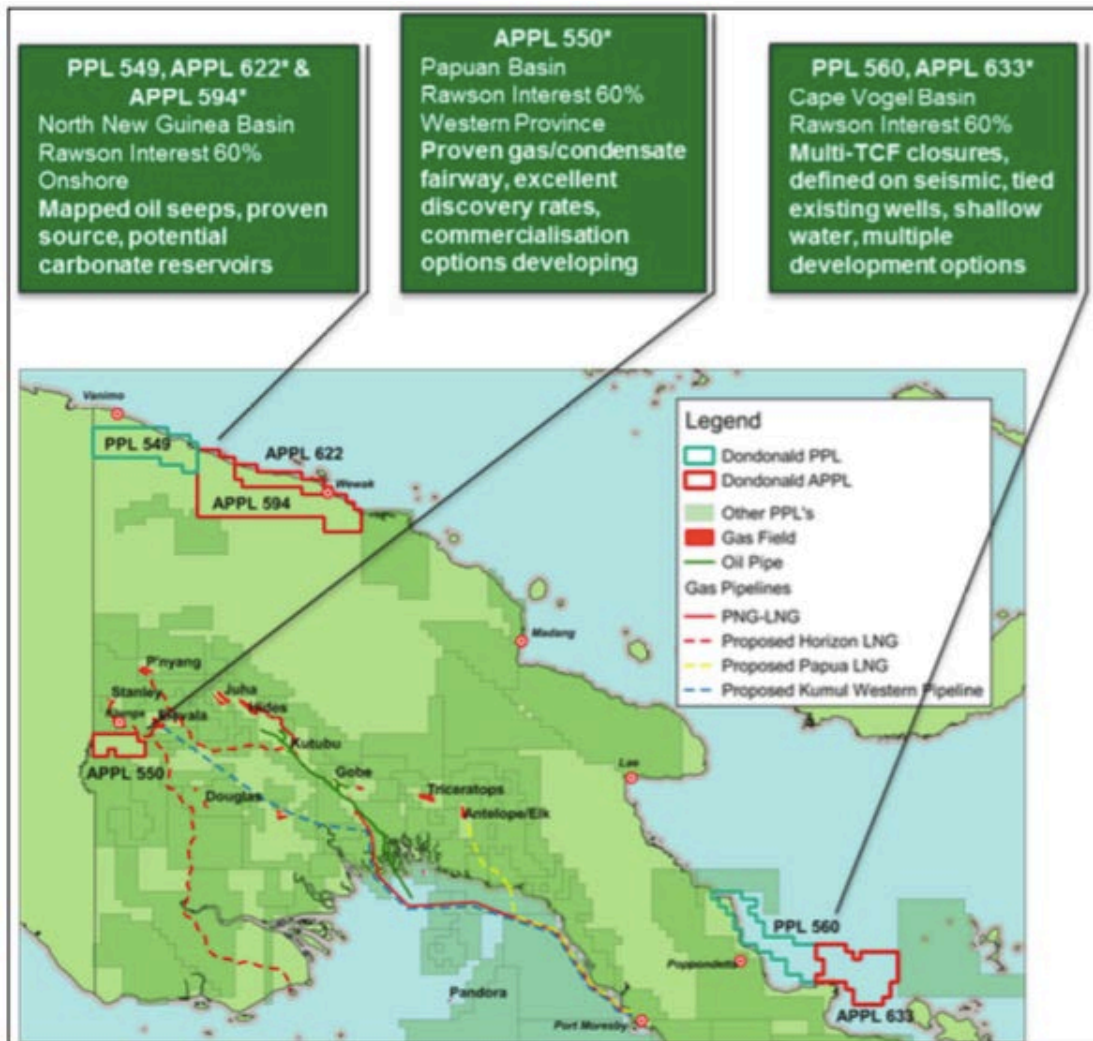 PPL 549, APPL 622* &
APPL 594*
North New Guinea Basin
Rawson Interest 60%
Onshore
Mapped oil seeps, proven
source, potential
carbonate reservoirs
APPL 550*
Papuan Basin
Rawson Interest 60%
Western Province
Proven gas/condensate
fairway, excellent
discovery rates,
commercialisation
options developing
PPL 560, APPL 633*
Cape Vogel Basin
Rawson Interest 60%
Multi-TCF closures,
defined on seismic, tied
existing wells, shallow
water, multiple
development options
Vanimo
PPL 549
APPL 622
Wewak
APPL 594
Legend
Dondonald PPL
Dondonald APPL
Other PPL's
Gas Field
Oil Pipe
Gas Pipelines
PNG-LNG
Proposed Horizon LNG
Proposed Papua LNG
Proposed Kumul Western Pipeline
Madang
P'nyang
Stanley
Juha
Hides
Kutubu
APPL 550
Gobe
Douglas
Triceratops
Antelope/Elk
Lae
PPL 560
Poppondetta
Pandora
Port Moresby
APPL 633